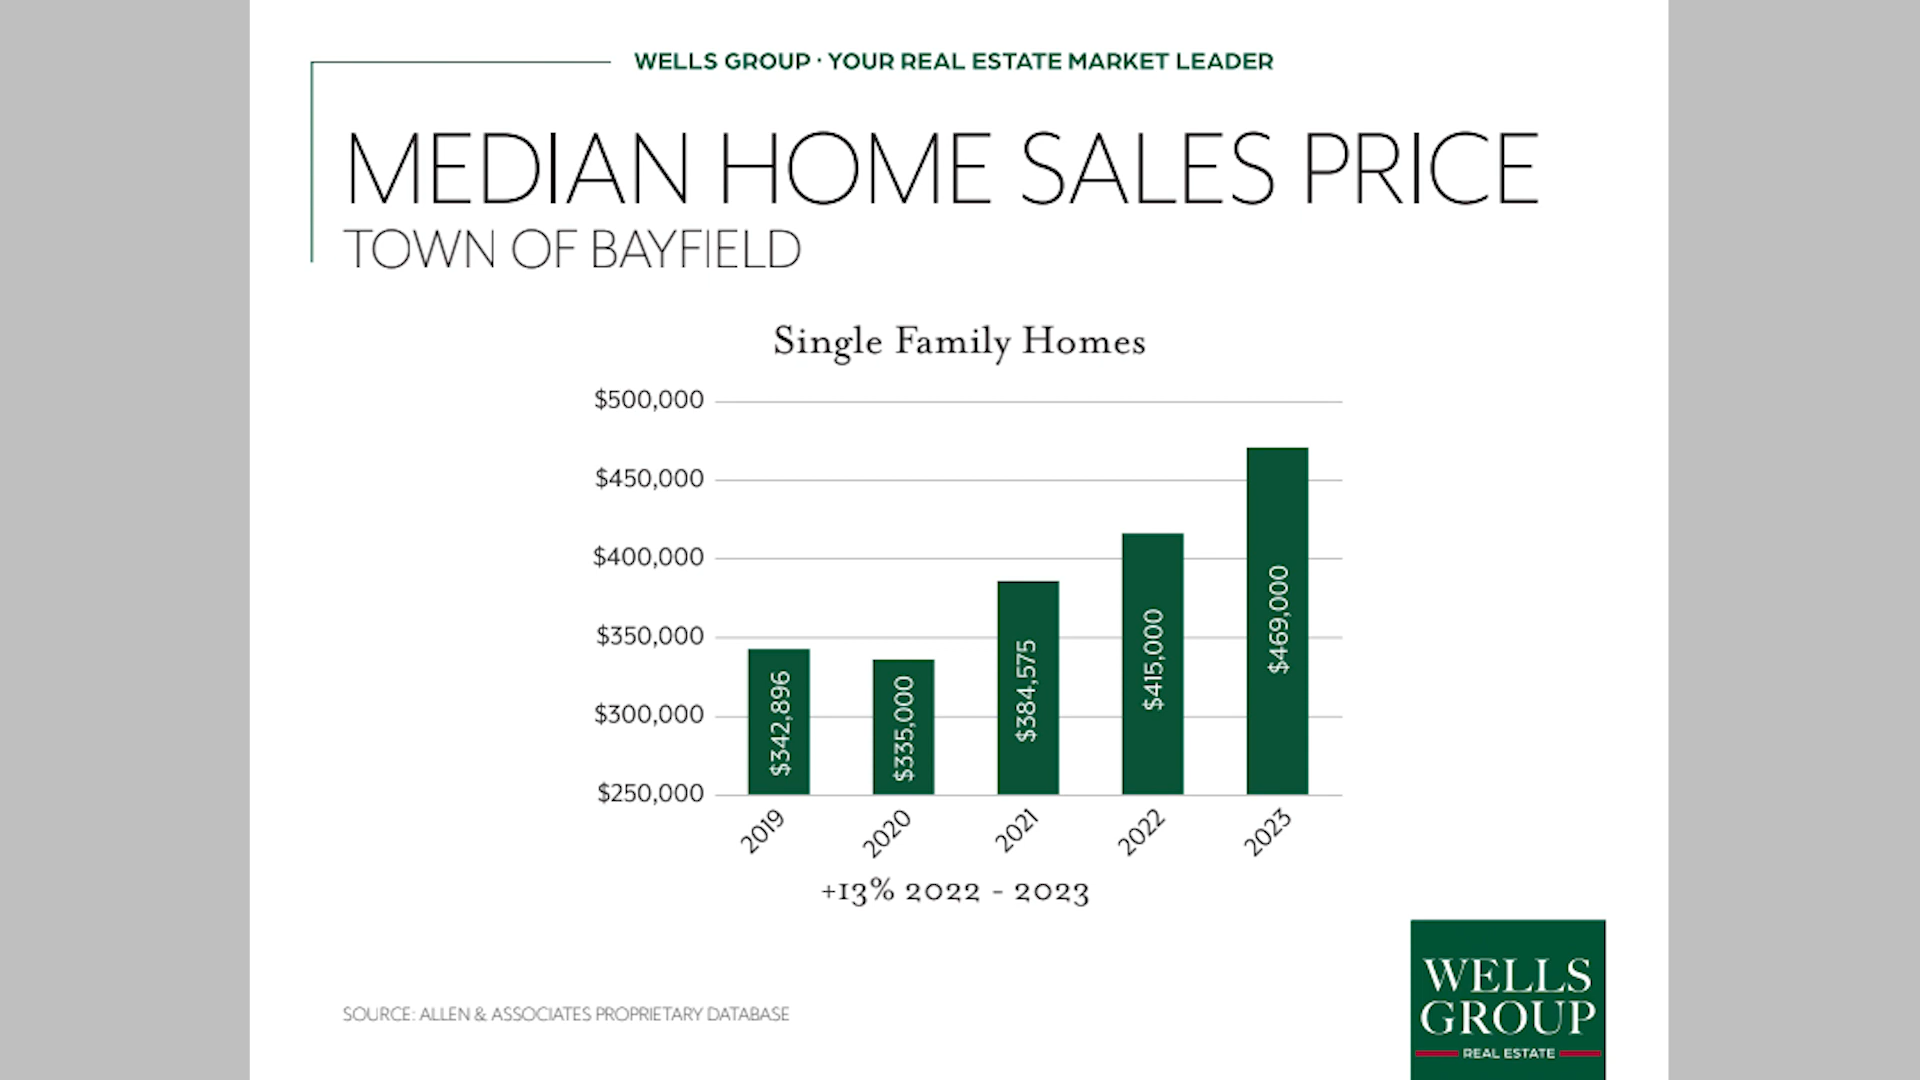 WELLS GROUP · YOUR REAL ESTATE MARKET LEADER
MEDIAN HOME SALES PRICE
TOWN OF BAYFIELD
Single Family Homes
$500,000
$450,000
$400,000
$350,000
$300,000
$250,000
$342,896
$335,000
$384,575
$415,000
$469,000
2019
2020
2021
2022
2023
+13% 2022 - 2023
SOURCE: ALLEN & ASSOCIATES PROPRIETARY DATABASE
WELLS
GROUP
REAL ESTATE